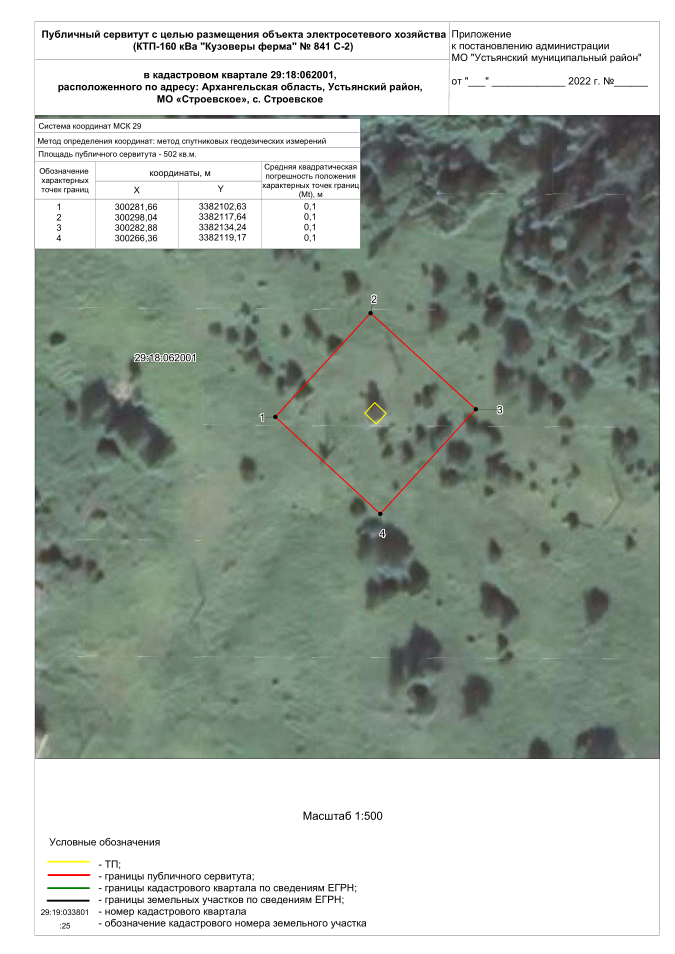 Публичный сервитут с целью размещения объекта электросетевого хозяйства
(КТП-160 кВа "Кузоверы ферма" № 841 С-2)
в кадастровом квартале 29:18:062001,
расположенного по адресу: Архангельская область, Устьянский район,
МО «Строевское», с. Строевское
Приложение
к постановлению администрации
МО "Устьянский муниципальный район"
от "___" _____________ 2022 г. №______
Система координат МСК 29
Метод определения координат: метод спутниковых геодезических измерений
Площадь публичного сервитута - 502 кв.м.
Обозначение характерных точек границ
координаты, м
X Y
Средняя квадратическая погрешность положения характерных точек границ (Mt), м
1 300281,66 3382102,63 0,1
2 300298,04 3382117,64 0,1
3 300282,88 3382134,24 0,1
4 300266,36 3382119,17 0,1
2
29:18:062001
1
3
4
Масштаб 1:500
Условные обозначения
- ТП;
- границы публичного сервитута;
- границы кадастрового квартала по сведениям ЕГРН;
- границы земельных участков по сведениям ЕГРН;
29:19:033801 - номер кадастрового квартала
:25 - обозначение кадастрового номера земельного участка